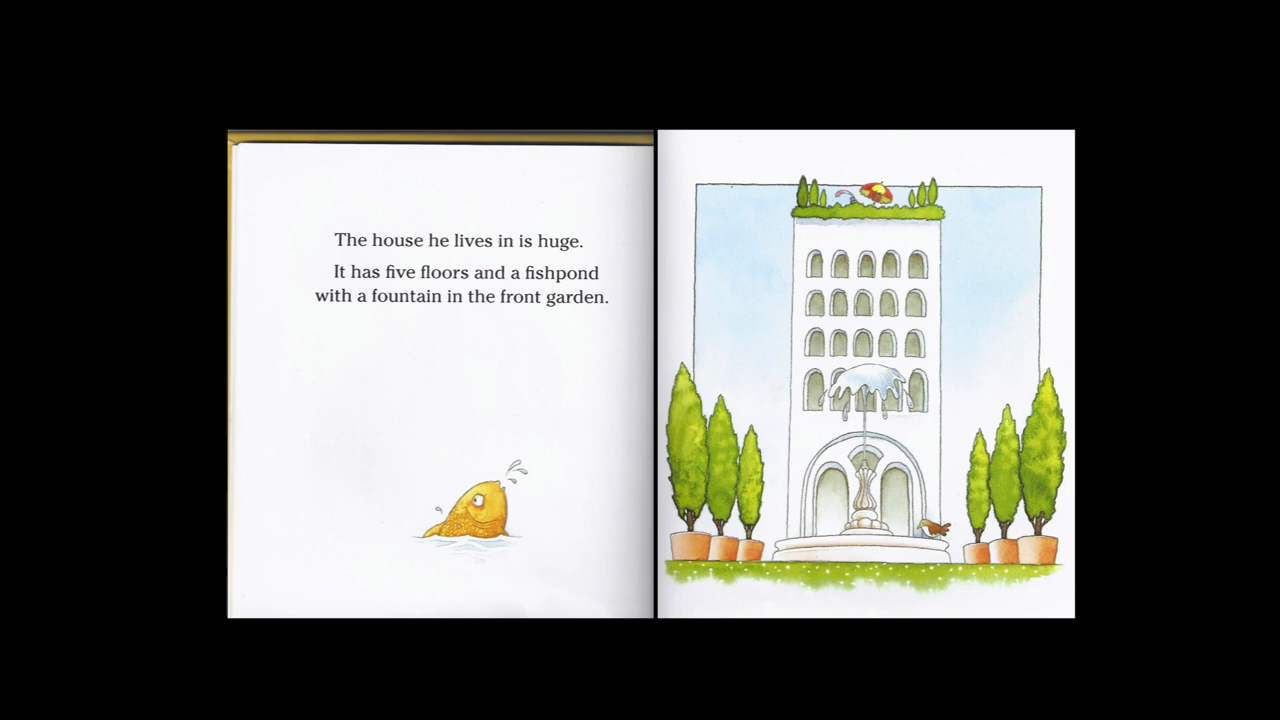 The house he lives in is huge.
It has five floors and a fishpond
with a fountain in the front garden.